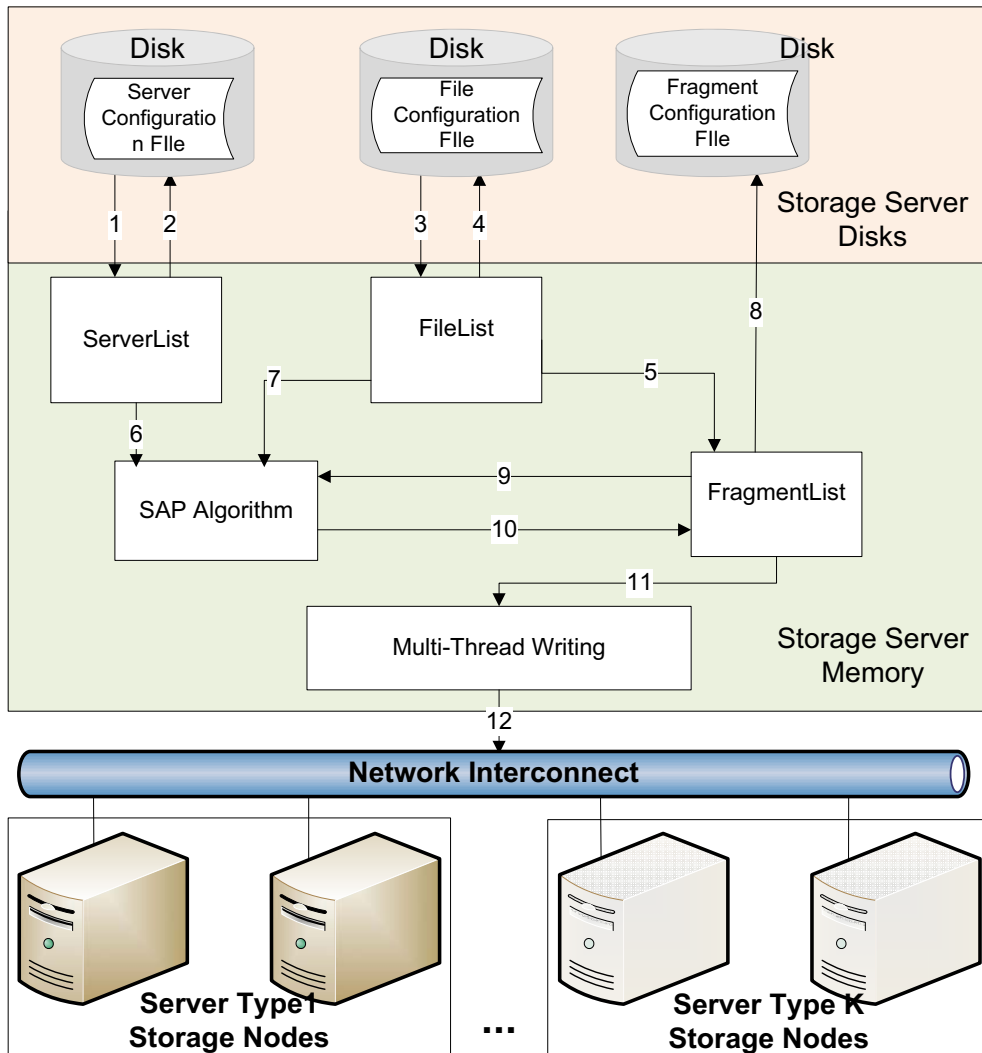 Disk
Disk
Disk
Server
Configuratio
n FIle
File
Configuration
FIle
Fragment
Configuration
FIle
1
2
3
4
Storage Server
Disks
8
ServerList
FileList
7
5
6
SAP Algorithm
9
10
FragmentList
11
Multi-Thread Writing
Storage Server
Memory
12
Network Interconnect
Server Type1
Storage Nodes
...
Server Type K
Storage Nodes